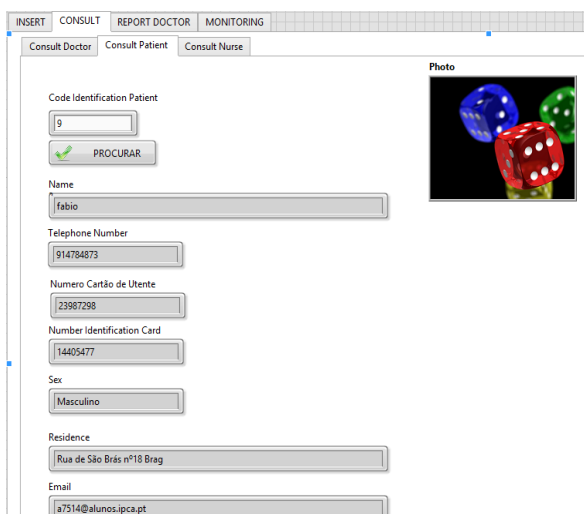 INSERT CONSULT REPORT DOCTOR MONITORING
Consult Doctor Consult Patient Consult Nurse
Photo
Code Identification Patient
9
PROCURAR
Name
fabio
Telephone Number
914784873
Numero Cartão de Utente
23987298
Number Identification Card
14405477
Sex
Masculino
Residence
Rua de São Brás nº18 Brag
Email
a7514@alunos.ipca.pt